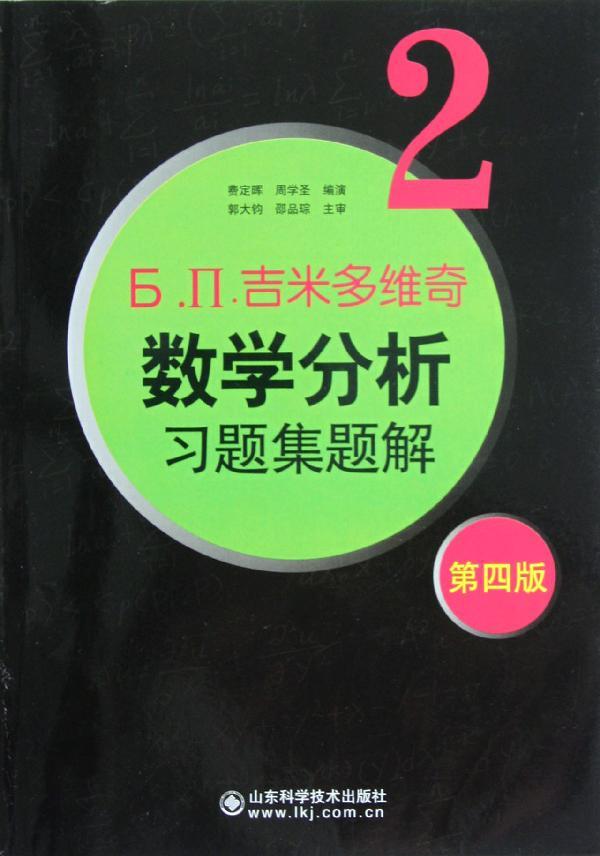 2
费定晖 周学圣 编演
郭大钧 邵品琮 主审
Б.П.吉米多维奇
数学分析
习题集题解
第四版
山东科学技术出版社
www.lkj.com.cn